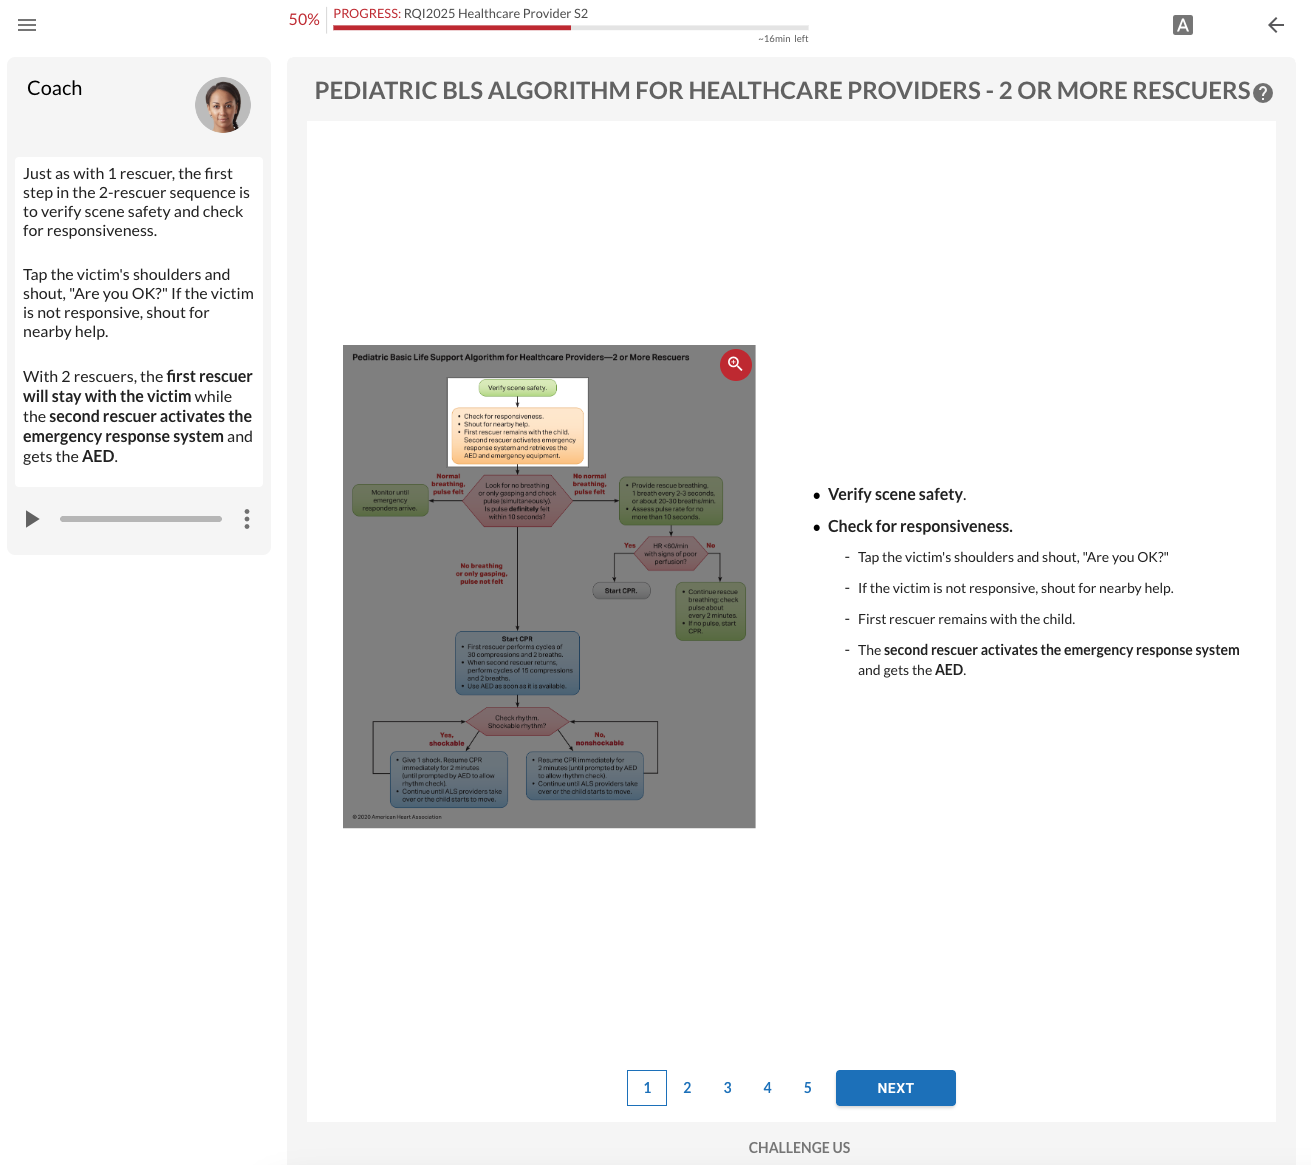 50%
PROGRESS: RQI2025 Healthcare Provider S2
~16min left
A
Coach
Just as with 1 rescuer, the first
step in the 2-rescuer sequence is
to verify scene safety and check
for responsiveness.
Tap the victim's shoulders and
shout, "Are you OK?" If the victim
is not responsive, shout for
nearby help.
With 2 rescuers, the first rescuer
will stay with the victim while
the second rescuer activates the
emergency response system and
gets the AED.
PEDIATRIC BLS ALGORITHM FOR HEALTHCARE PROVIDERS - 2 OR MORE RESCUERS ?
Pediatric Basic Life Support Algorithm for Healthcare Providers—2 or More Rescuers
Verify scene safety.
• Check for responsiveness.
• Shout for nearby help.
• First rescuer remains with the child.
Second rescuer activates emergency
response system and retrieves the
AED and emergency equipment.
Normal
breathing,
pulse felt
No normal
breathing,
pulse felt
Monitor until
emergency
responders arrive.
Look for no breathing
or only gasping and check
pulse (simultaneously).
Is pulse definitely felt
within 10 seconds?
• Provide rescue breathing,
1 breath every 2-3 seconds,
or about 20-30 breaths/min.
• Assess pulse rate for no
more than 10 seconds.
Yes
HR <60/min
with signs of poor
perfusion?
No
No breathing
or only gasping,
pulse not felt
Start CPR.
• Continue rescue
breathing; check
pulse about
every 2 minutes.
• If no pulse, start
CPR.
Start CPR
• First rescuer performs cycles of
30 compressions and 2 breaths.
• When second rescuer returns,
perform cycles of 15 compressions
and 2 breaths.
• Use AED as soon as it is available.
Check rhythm.
Shockable rhythm?
Yes,
shockable
No,
nonshockable
• Give 1 shock. Resume CPR
immediately for 2 minutes
(until prompted by AED to allow
rhythm check).
• Continue until ALS providers take
over or the child starts to move.
• Resume CPR immediately for
2 minutes (until prompted by AED
to allow rhythm check).
• Continue until ALS providers take
over or the child starts to move.
© 2020 American Heart Association
• Verify scene safety.
• Check for responsiveness.
- Tap the victim's shoulders and shout, "Are you OK?"
- If the victim is not responsive, shout for nearby help.
- First rescuer remains with the child.
- The second rescuer activates the emergency response system
and gets the AED.
1 2 3 4 5 NEXT
CHALLENGE US